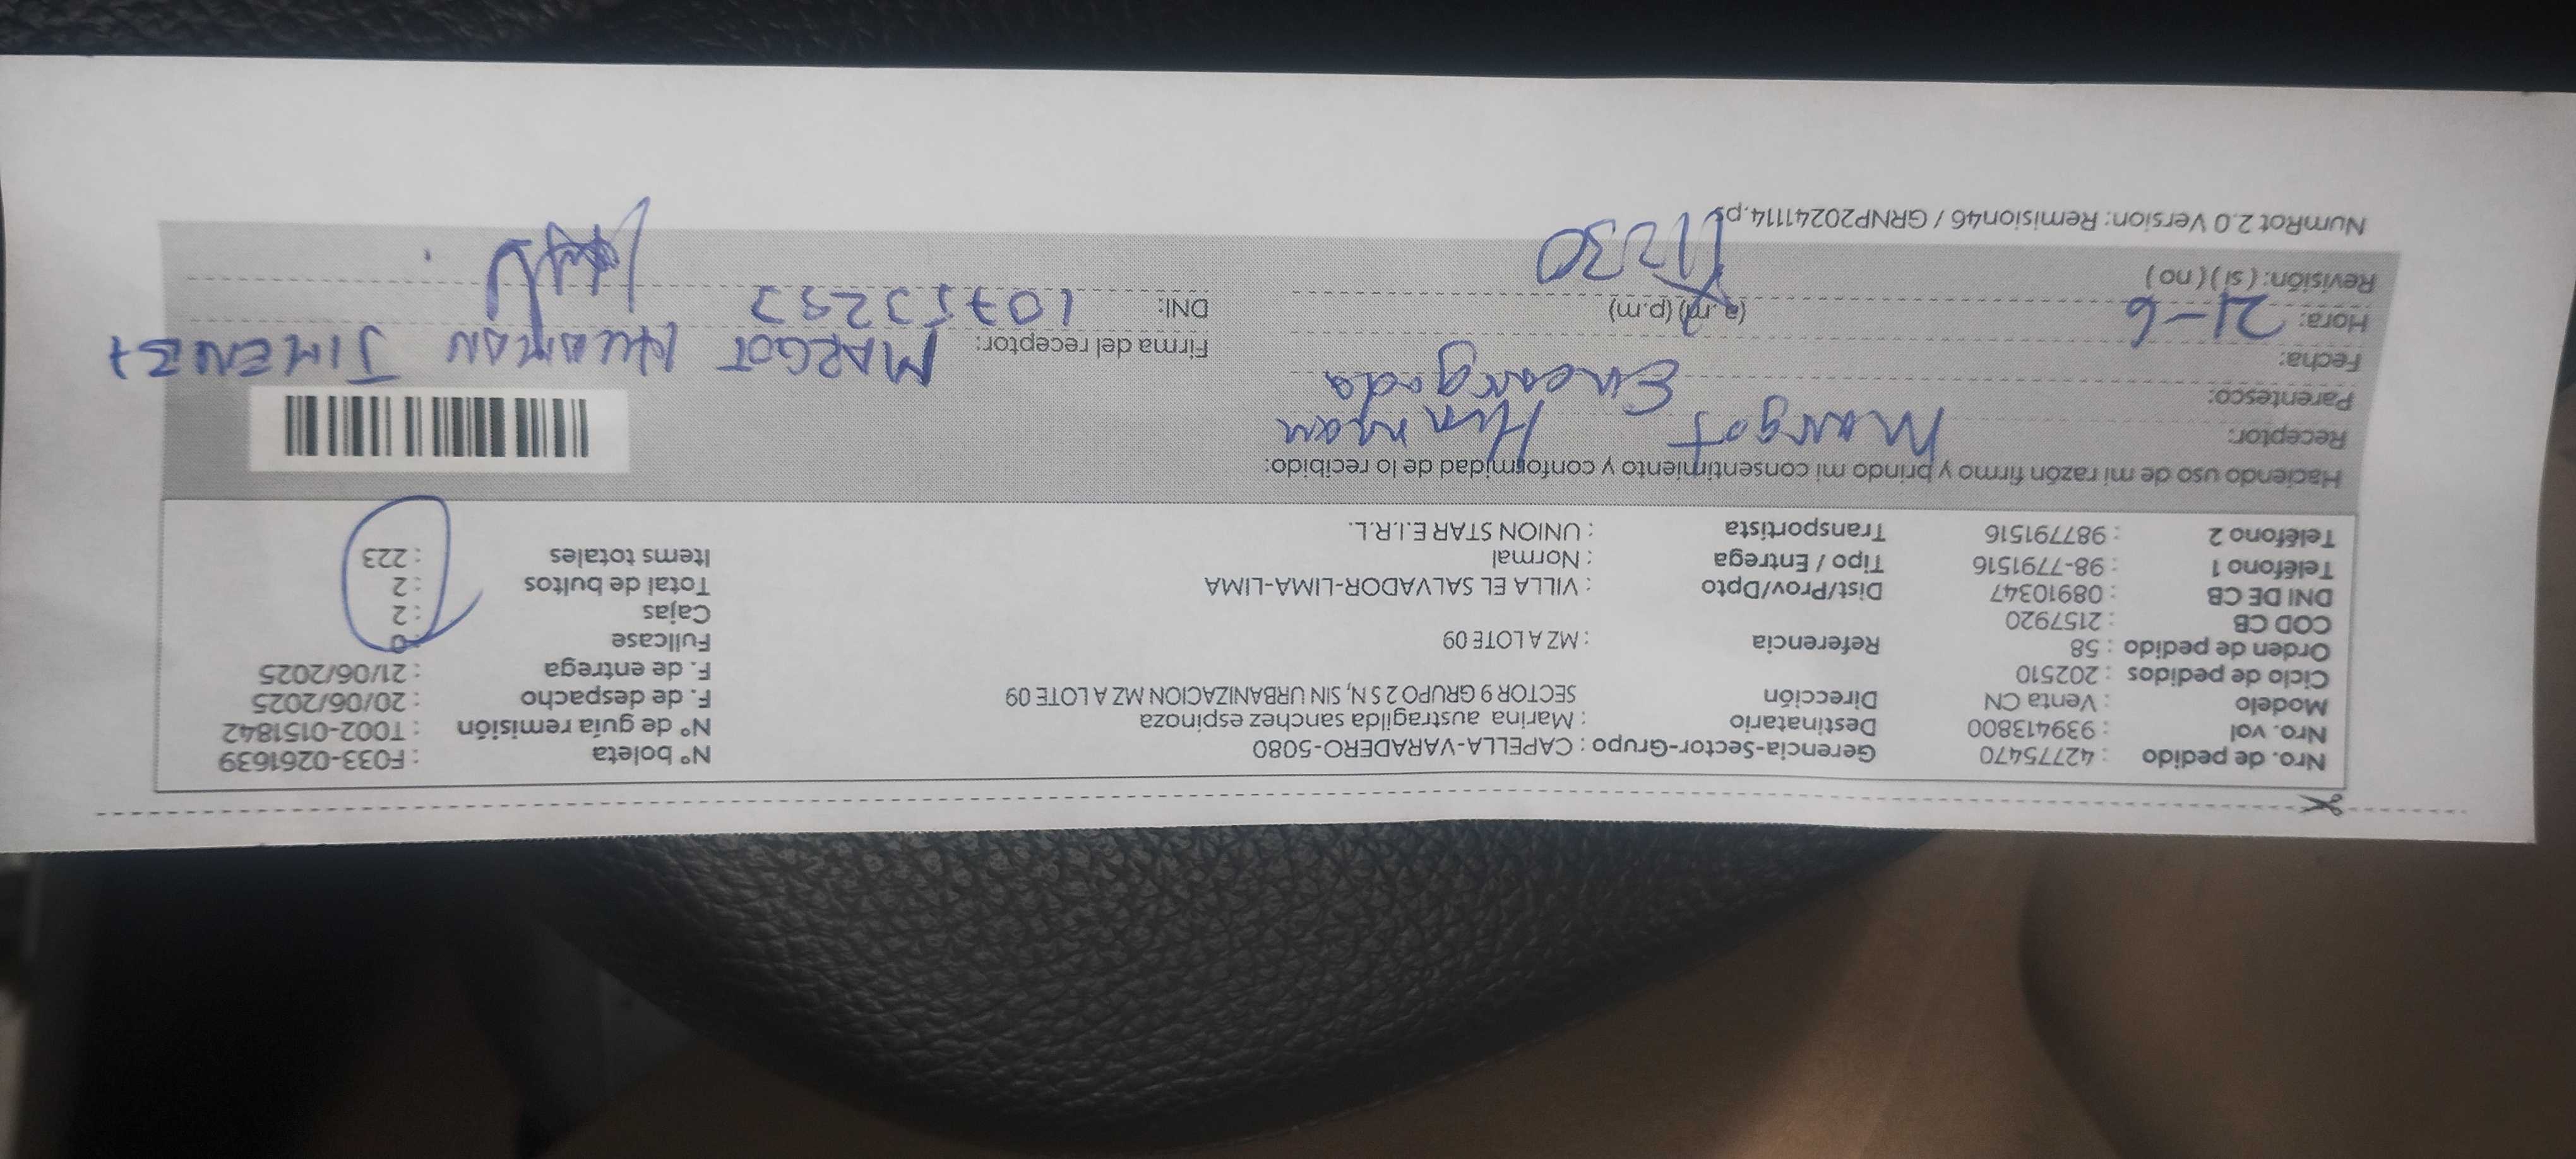 Nro. de pedido : 42775470
Nro. vol : 939413800
Modelo : Venta CN
Ciclo de pedidos : 202510
Orden de pedido : 58
COD CB : 2157920
DNI DE CB : 08910347
Teléfono 1 : 98-7791516
Teléfono 2 : 987791516
Gerencia-Sector-Grupo : CAPELLA-VARADERO-5080
Destinatario : Marina austragilda sanchez espinoza
Dirección SECTOR 9 GRUPO 2 S N, SIN URBANIZACION MZ A LOTE 09
Referencia : MZ A LOTE 09
Dist/Prov/Dpto : VILLA EL SALVADOR-LIMA-LIMA
Tipo / Entrega : Normal
Transportista : UNION STAR E.I.R.L.
N° boleta : F033-0261639
N° de guía remisión : T002-0151842
F. de despacho : 20/06/2025
F. de entrega : 21/06/2025
Fullcase : 0
Cajas : 2
Total de bultos : 2
Items totales : 223
Haciendo uso de mi razón firmo y brindo mi consentimiento y conformidad de lo recibido:
Receptor: Margot Huaman
Parentesco: Encargada
Fecha:
Hora: 21-6 (a.m) (p.m)
Revisión: (si) (no) 1230
Firma del receptor: MARGOT HUAMAN JIMENEZ
DNI:
NumRot 2.0 Version: Remision46 / GRNP20241114.ps